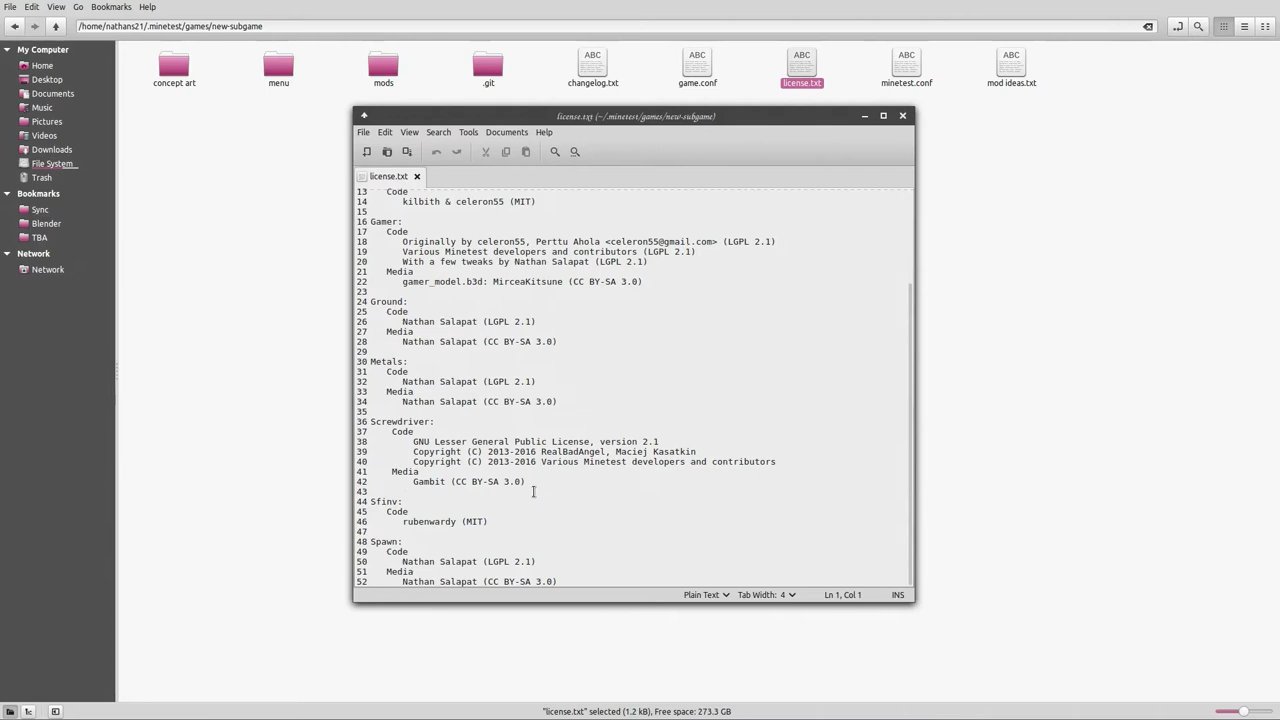 File Edit View Go Bookmarks Help
/home/nathans21/.minetest/games/new-subgame
My Computer
Home
Desktop
Documents
Music
Pictures
Videos
Downloads
File System
Trash
Bookmarks
Sync
Blender
TBA
Network
Network
ABC ABC ABC ABC ABC
concept art menu mods .git changelog.txt game.conf license.txt minetest.conf mod ideas.txt
license.txt (~/.minetest/games/new-subgame)
File Edit View Search Tools Documents Help
license.txt
13 Code
14 kilbith & celeron55 (MIT)
15
16 Gamer:
17 Code
18 Originally by celeron55, Perttu Ahola <celeron55@gmail.com> (LGPL 2.1)
19 Various Minetest developers and contributors (LGPL 2.1)
20 With a few tweaks by Nathan Salapat (LGPL 2.1)
21 Media
22 gamer_model.b3d: MirceaKitsune (CC BY-SA 3.0)
23
24 Ground:
25 Code
26 Nathan Salapat (LGPL 2.1)
27 Media
28 Nathan Salapat (CC BY-SA 3.0)
29
30 Metals:
31 Code
32 Nathan Salapat (LGPL 2.1)
33 Media
34 Nathan Salapat (CC BY-SA 3.0)
35
36 Screwdriver:
37 Code
38 GNU Lesser General Public License, version 2.1
39 Copyright (C) 2013-2016 RealBadAngel, Maciej Kasatkin
40 Copyright (C) 2013-2016 Various Minetest developers and contributors
41 Media
42 Gambit (CC BY-SA 3.0)
43
44 Sfinv:
45 Code
46 rubenwardy (MIT)
47
48 Spawn:
49 Code
50 Nathan Salapat (LGPL 2.1)
51 Media
52 Nathan Salapat (CC BY-SA 3.0)
Plain Text Tab Width: 4 Ln 1, Col 1 INS
"license.txt" selected (1.2 kB), Free space: 273.3 GB